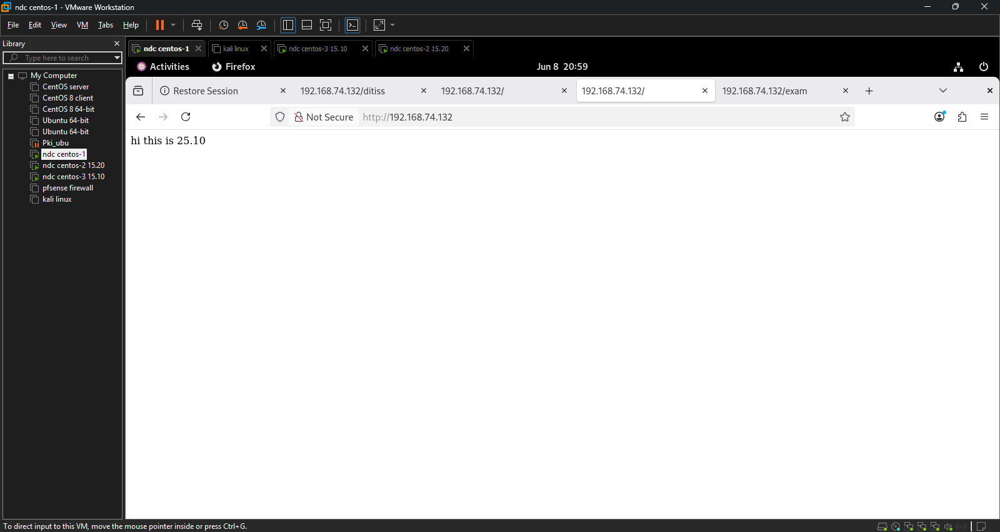 ndc centos-1 - VMware Workstation
File Edit View VM Tabs Help
Library
Type here to search
My Computer
CentOS server
CentOS 8 client
CentOS 8 64-bit
Ubuntu 64-bit
Ubuntu 64-bit
Pki_ubu
ndc centos-1
ndc centos-2 15.20
ndc centos-3 15.10
pfsense firewall
kali linux
ndc centos-1 kali linux ndc centos-3 15.10 ndc centos-2 15.20
Activities Firefox Jun 8 20:59
Restore Session 192.168.74.132/ditiss 192.168.74.132/ 192.168.74.132/ 192.168.74.132/exam
Not Secure http://192.168.74.132
hi this is 25.10
To direct input to this VM, move the mouse pointer inside or press Ctrl+G.